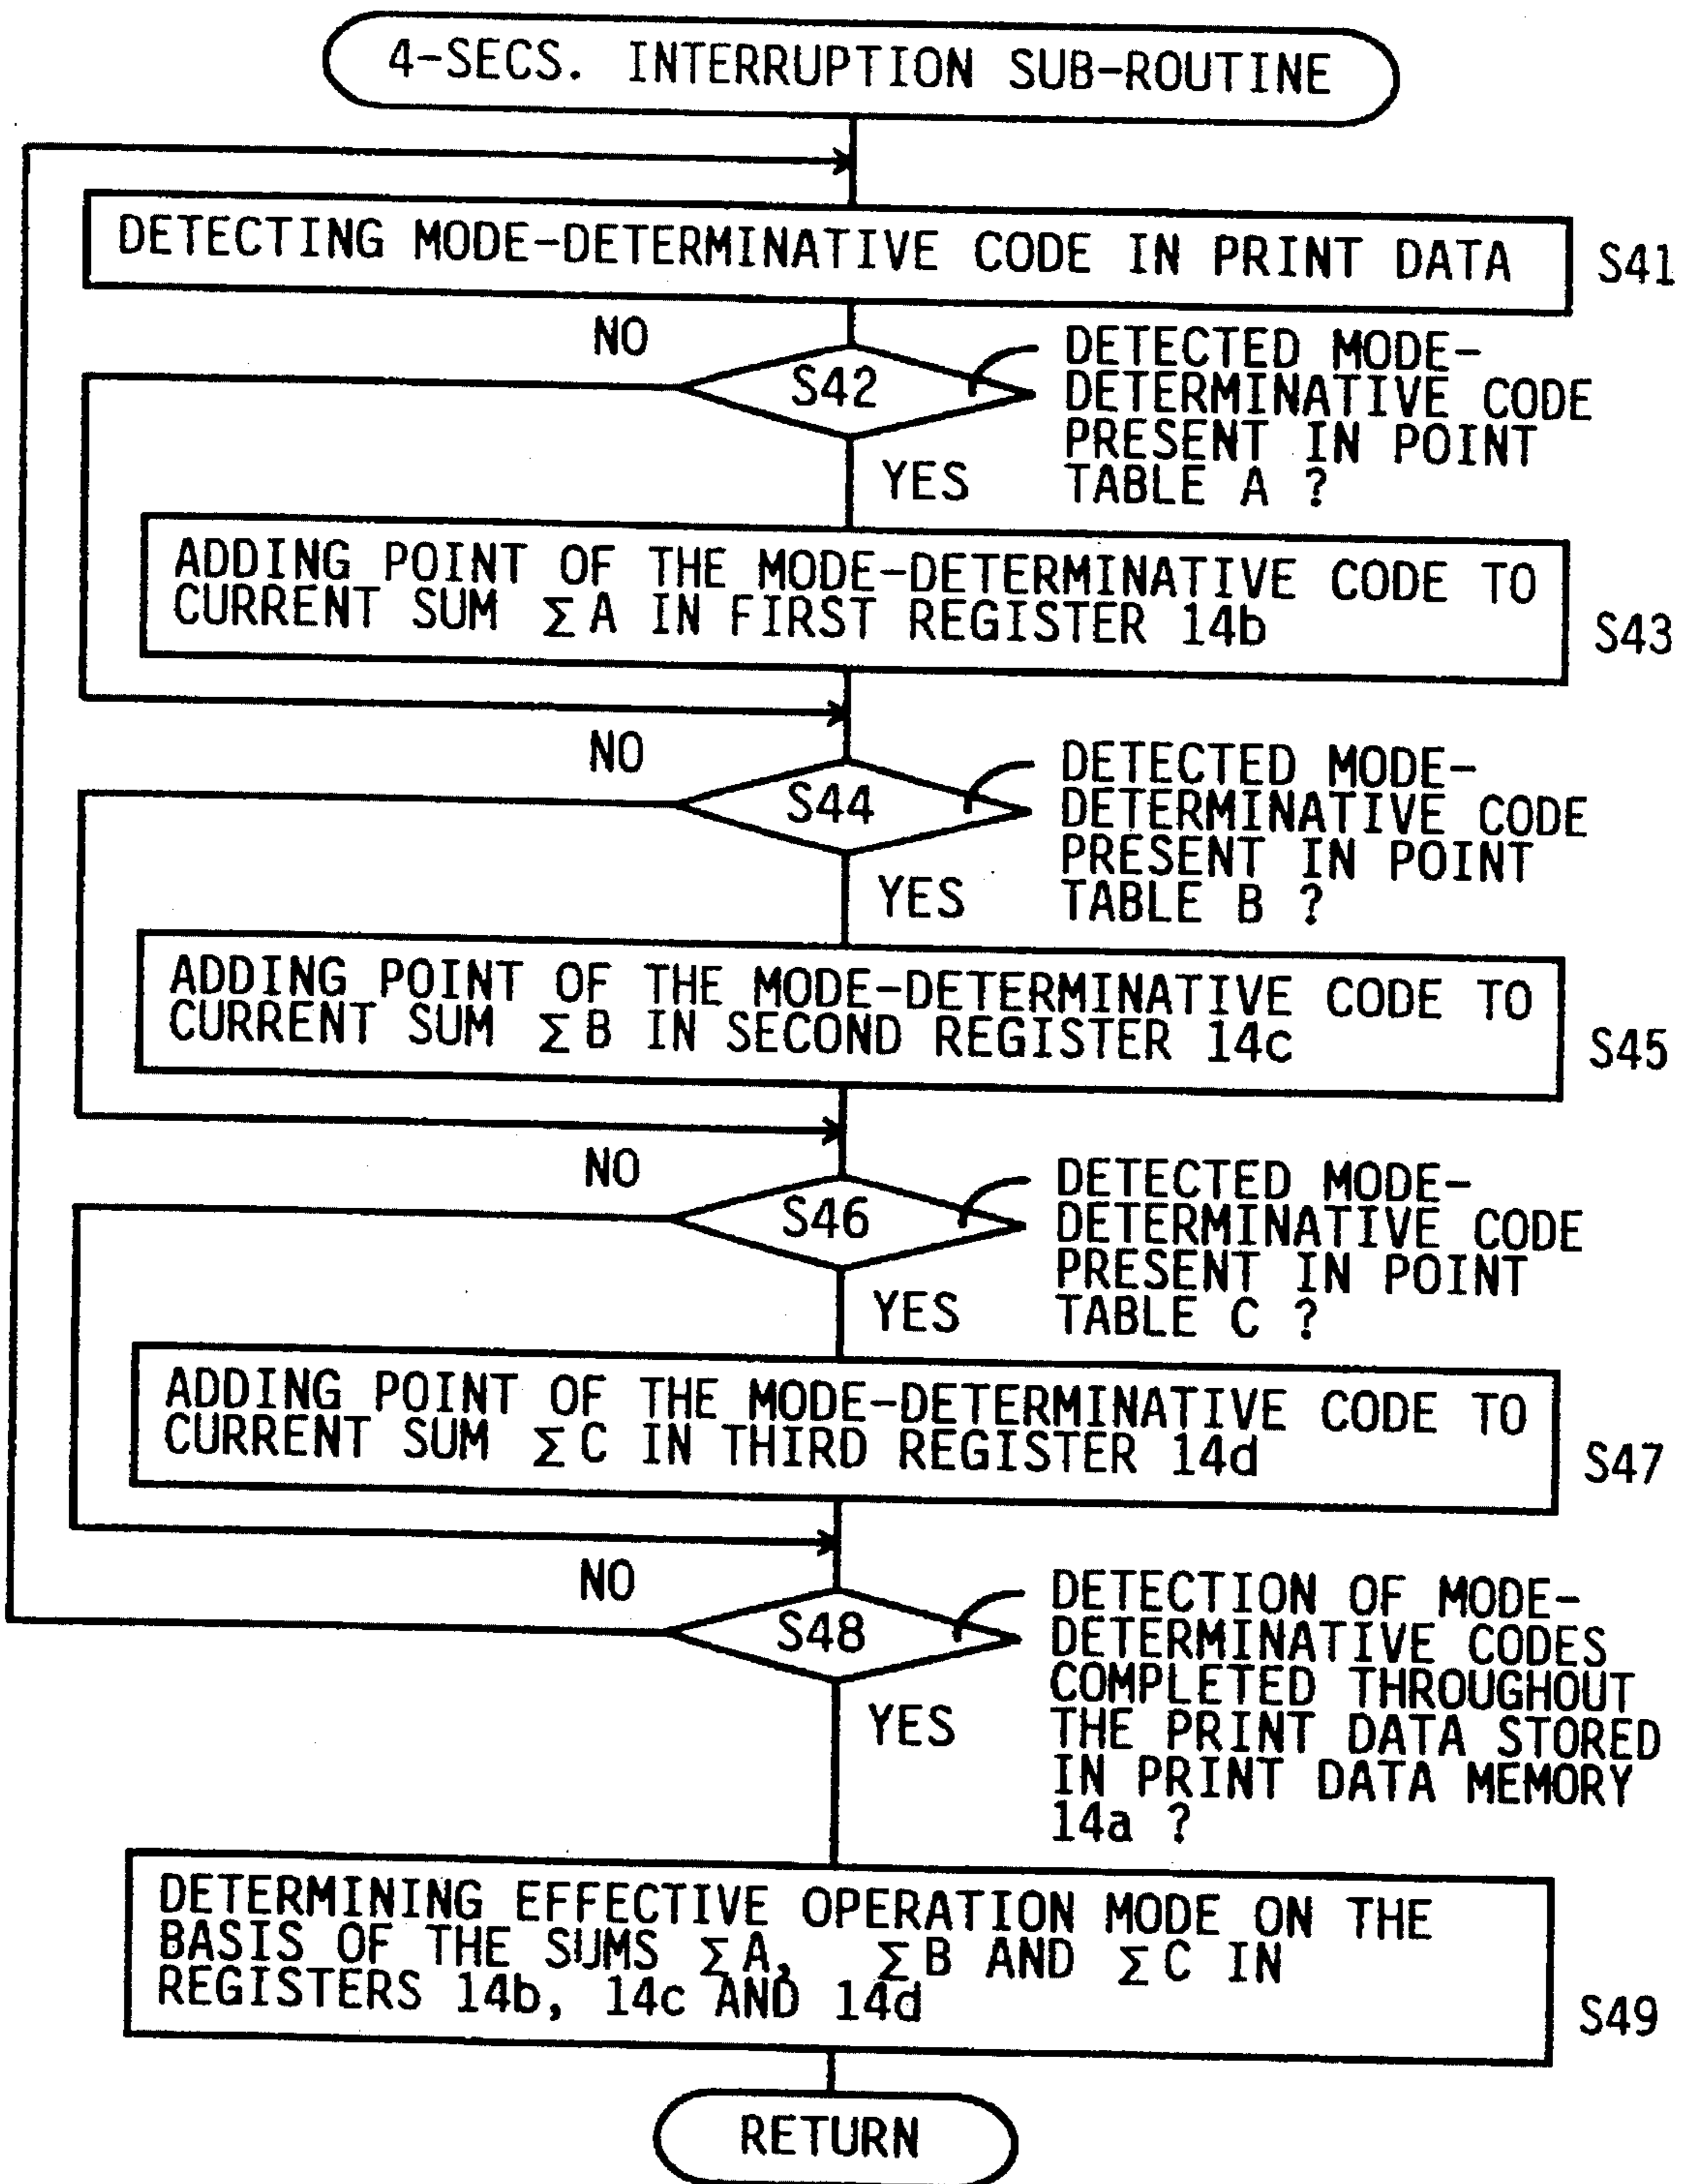 4-SECS. INTERRUPTION SUB-ROUTINE
DETECTING MODE-DETERMINATIVE CODE IN PRINT DATA
S41
NO
S42
DETECTED MODE-
DETERMINATIVE CODE
PRESENT IN POINT
TABLE A ?
YES
ADDING POINT OF THE MODE-DETERMINATIVE CODE TO
CURRENT SUM ΣA IN FIRST REGISTER 14b
S43
NO
S44
DETECTED MODE-
DETERMINATIVE CODE
PRESENT IN POINT
TABLE B ?
YES
ADDING POINT OF THE MODE-DETERMINATIVE CODE TO
CURRENT SUM ΣB IN SECOND REGISTER 14c
S45
NO
S46
DETECTED MODE-
DETERMINATIVE CODE
PRESENT IN POINT
TABLE C ?
YES
ADDING POINT OF THE MODE-DETERMINATIVE CODE TO
CURRENT SUM ΣC IN THIRD REGISTER 14d
S47
NO
S48
DETECTION OF MODE-
DETERMINATIVE CODES
COMPLETED THROUGHOUT
THE PRINT DATA STORED
IN PRINT DATA MEMORY
14a ?
YES
DETERMINING EFFECTIVE OPERATION MODE ON THE
BASIS OF THE SUMS ΣA, ΣB AND ΣC IN
REGISTERS 14b, 14c AND 14d
S49
RETURN